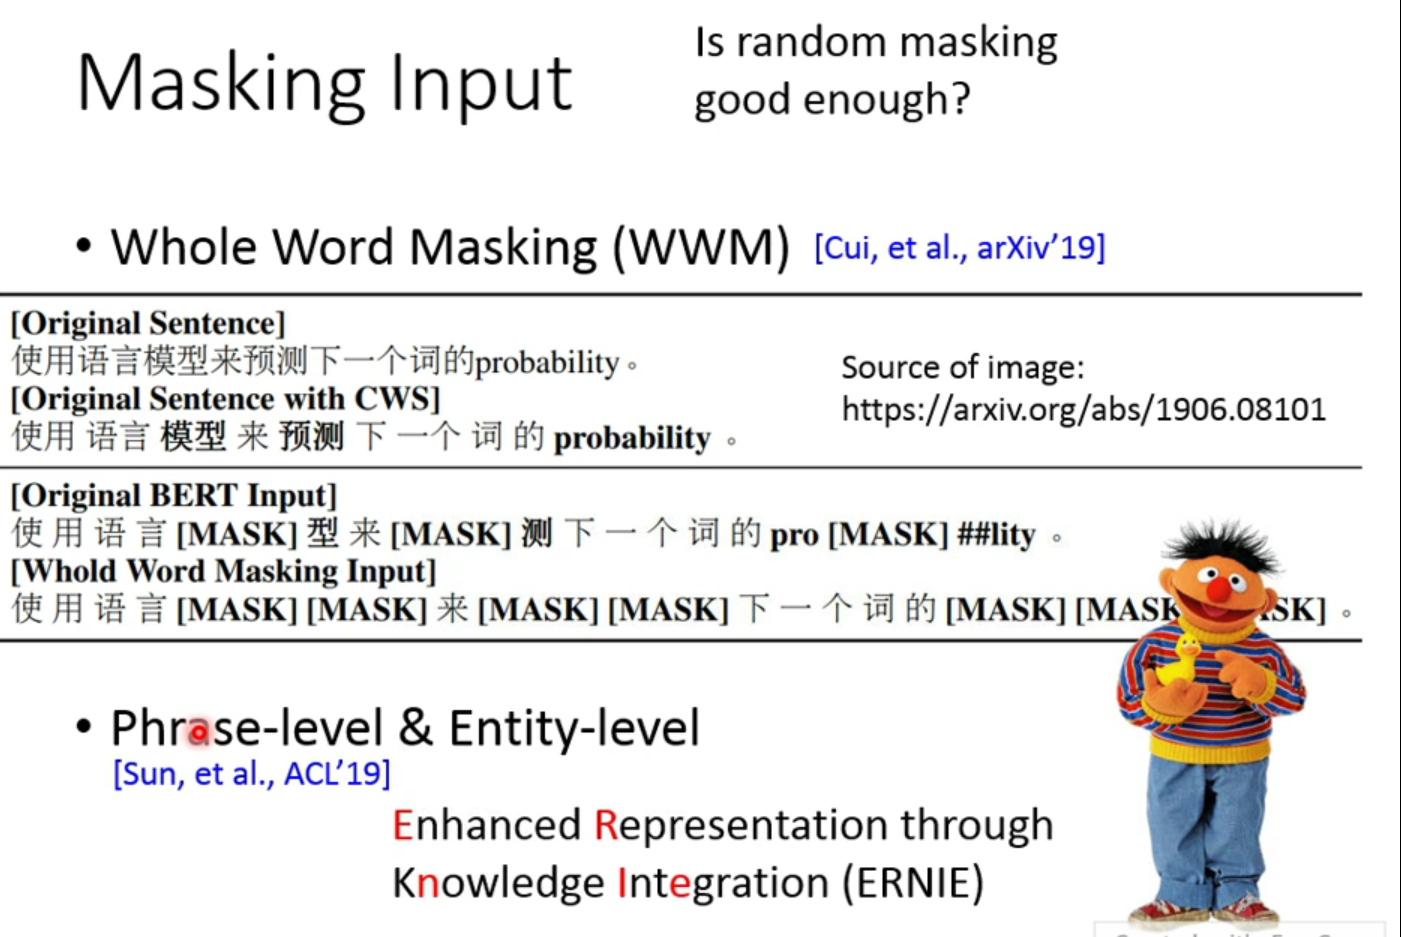 Masking Input
Is random masking
good enough?
• Whole Word Masking (WWM) [Cui, et al., arXiv'19]
[Original Sentence]
使用语言模型来预测下一个词的probability。
[Original Sentence with CWS]
使用 语言 模型 来 预测 下 一个 词 的 probability 。
Source of image:
https://arxiv.org/abs/1906.08101
[Original BERT Input]
使 用 语 言 [MASK] 型 来 [MASK] 测 下 一 个 词 的 pro [MASK] ##lity 。
[Whold Word Masking Input]
使 用 语 言 [MASK] [MASK] 来 [MASK] [MASK] 下 一 个 词 的 [MASK] [MASK SK] 。
• Phrase-level & Entity-level
[Sun, et al., ACL'19]
Enhanced Representation through
Knowledge Integration (ERNIE)